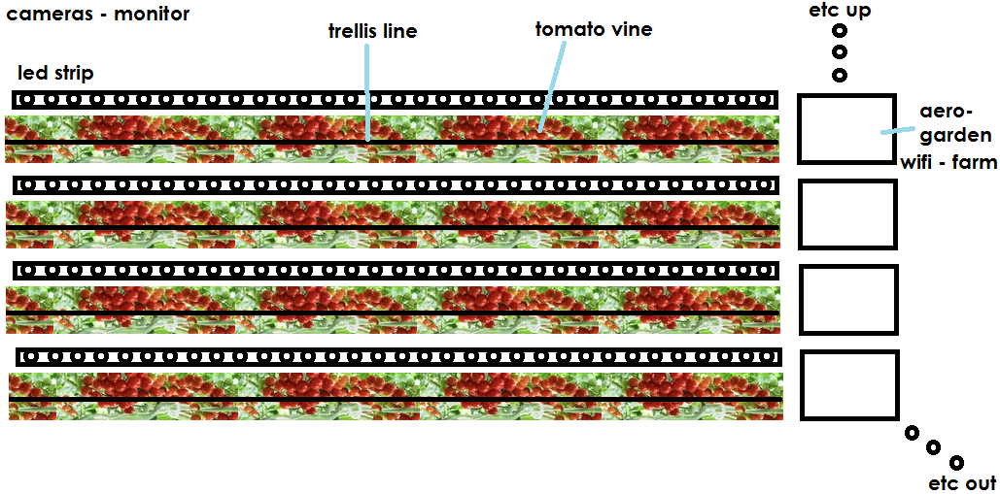 cameras - monitor
etc up
trellis line
tomato vine
led strip
aero-
garden
wifi - farm
etc out